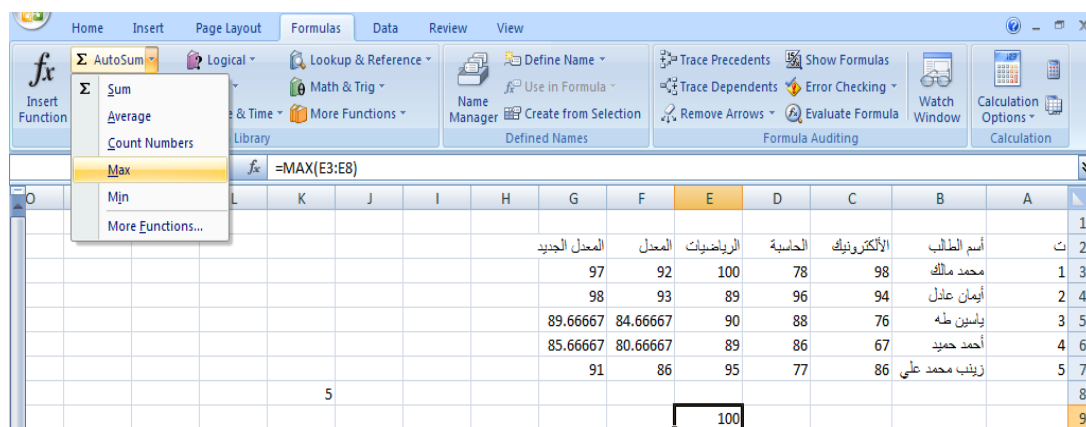 Home Insert Page Layout Formulas Data Review View
fx Σ AutoSum Logical Lookup & Reference Define Name Trace Precedents Show Formulas
Σ Sum Math & Trig Use in Formula Trace Dependents Error Checking
Insert Function Average & Time More Functions Name Manager Create from Selection Remove Arrows Evaluate Formula Watch Window Calculation Options
Count Numbers Library Defined Names Formula Auditing Calculation
Max fx =MAX(E3:E8)
Min L K J I H G F E D C B A
More Functions... 1
ت أسم الطالب الألكترونيك الحاسبة الرياضيات المعدل المعدل الجديد 2
1 محمد مالك 98 78 100 92 97 3
2 أيمان عادل 94 96 89 93 98 4
3 ياسين طه 76 88 90 84.66667 89.66667 5
4 أحمد حميد 67 86 89 80.66667 85.66667 6
5 زينب محمد علي 86 77 95 86 91 7
5 8
100 9